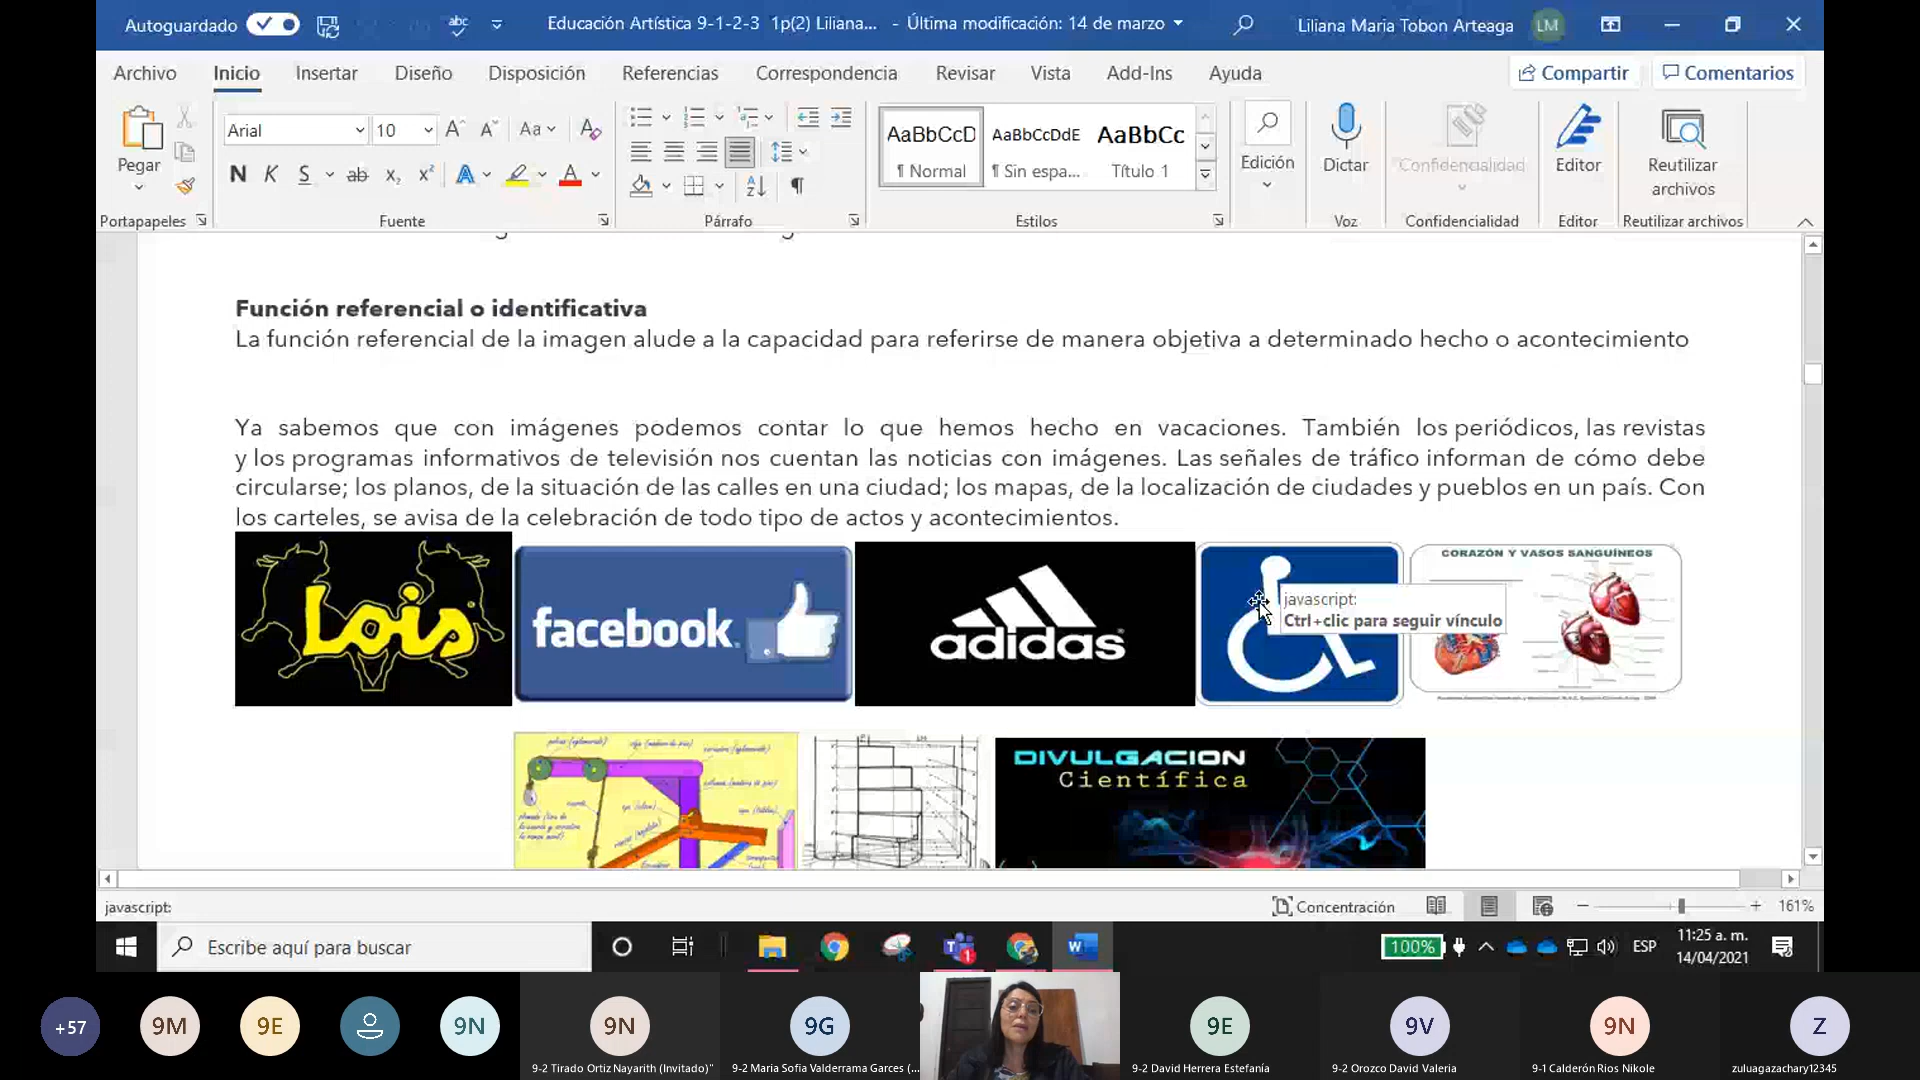 Autoguardado
Educación Artística 9-1-2-3 1p(2) Liliana... - Última modificación: 14 de marzo
Liliana Maria Tobon Arteaga
LM
Archivo Inicio Insertar Diseño Disposición Referencias Correspondencia Revisar Vista Add-Ins Ayuda
Compartir
Comentarios
Pegar
Arial
10
AaBbCcD
¶ Normal
AaBbCcDdE
¶ Sin espa...
AaBbCc
Título 1
Edición
Dictar
Confidencialidad
Editor
Reutilizar
archivos
Portapapeles
Fuente
Párrafo
Estilos
Voz
Confidencialidad
Editor
Reutilizar archivos
Función referencial o identificativa
La función referencial de la imagen alude a la capacidad para referirse de manera objetiva a determinado hecho o acontecimiento
Ya sabemos que con imágenes podemos contar lo que hemos hecho en vacaciones. También los periódicos, las revistas
y los programas informativos de televisión nos cuentan las noticias con imágenes. Las señales de tráfico informan de cómo debe
circularse; los planos, de la situación de las calles en una ciudad; los mapas, de la localización de ciudades y pueblos en un país. Con
los carteles, se avisa de la celebración de todo tipo de actos y acontecimientos.
Lois
facebook
adidas
CORAZÓN Y VASOS SANGUÍNEOS
javascript:
Ctrl+clic para seguir vínculo
DIVULGACION
Científica
javascript:
Concentración
161%
Escribe aquí para buscar
100%
ESP
11:25 a. m.
14/04/2021
+57
9M
9E
9N
9N
9-2 Tirado Ortiz Nayarith (Invitado)"
9G
9-2 Maria Sofia Valderrama Garces (...
9E
9-2 David Herrera Estefanía
9V
9-2 Orozco David Valeria
9N
9-1 Calderón Rios Nikole
Z
zuluagazachary12345